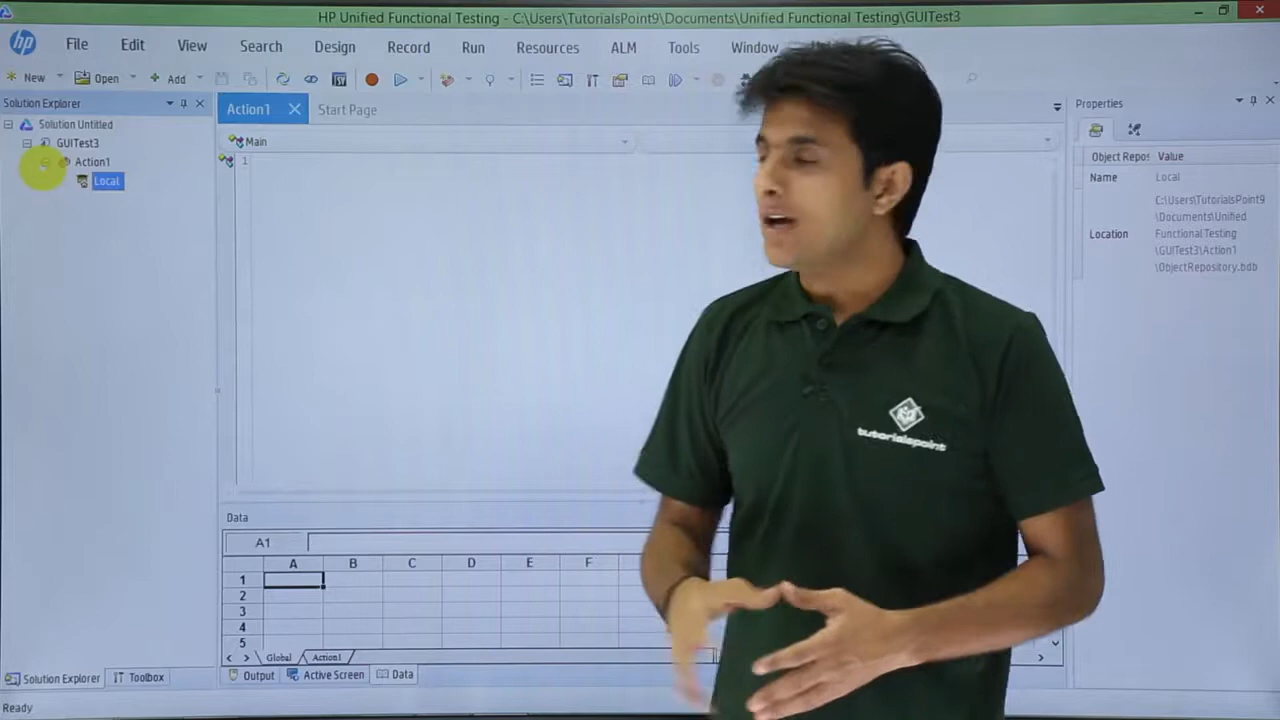 HP Unified Functional Testing - C:\Users\TutorialsPoint9\Documents\Unified Functional Testing\GUITest3
hp File Edit View Search Design Record Run Resources ALM Tools Window
New Open Add
Solution Explorer
Action1 Start Page
Properties
Solution Untitled
GUITest3
Action1
Local
Main
1
Object Repos Value
Name Local
Location C:\Users\TutorialsPoint9
\Documents\Unified
Functional Testing
\GUITest3\Action1
\ObjectRepository.bdb
tutorialspoint
Data
A1
A B C D E F
1
2
3
4
5
Global Action1
Solution Explorer Toolbox
Output Active Screen Data
Ready